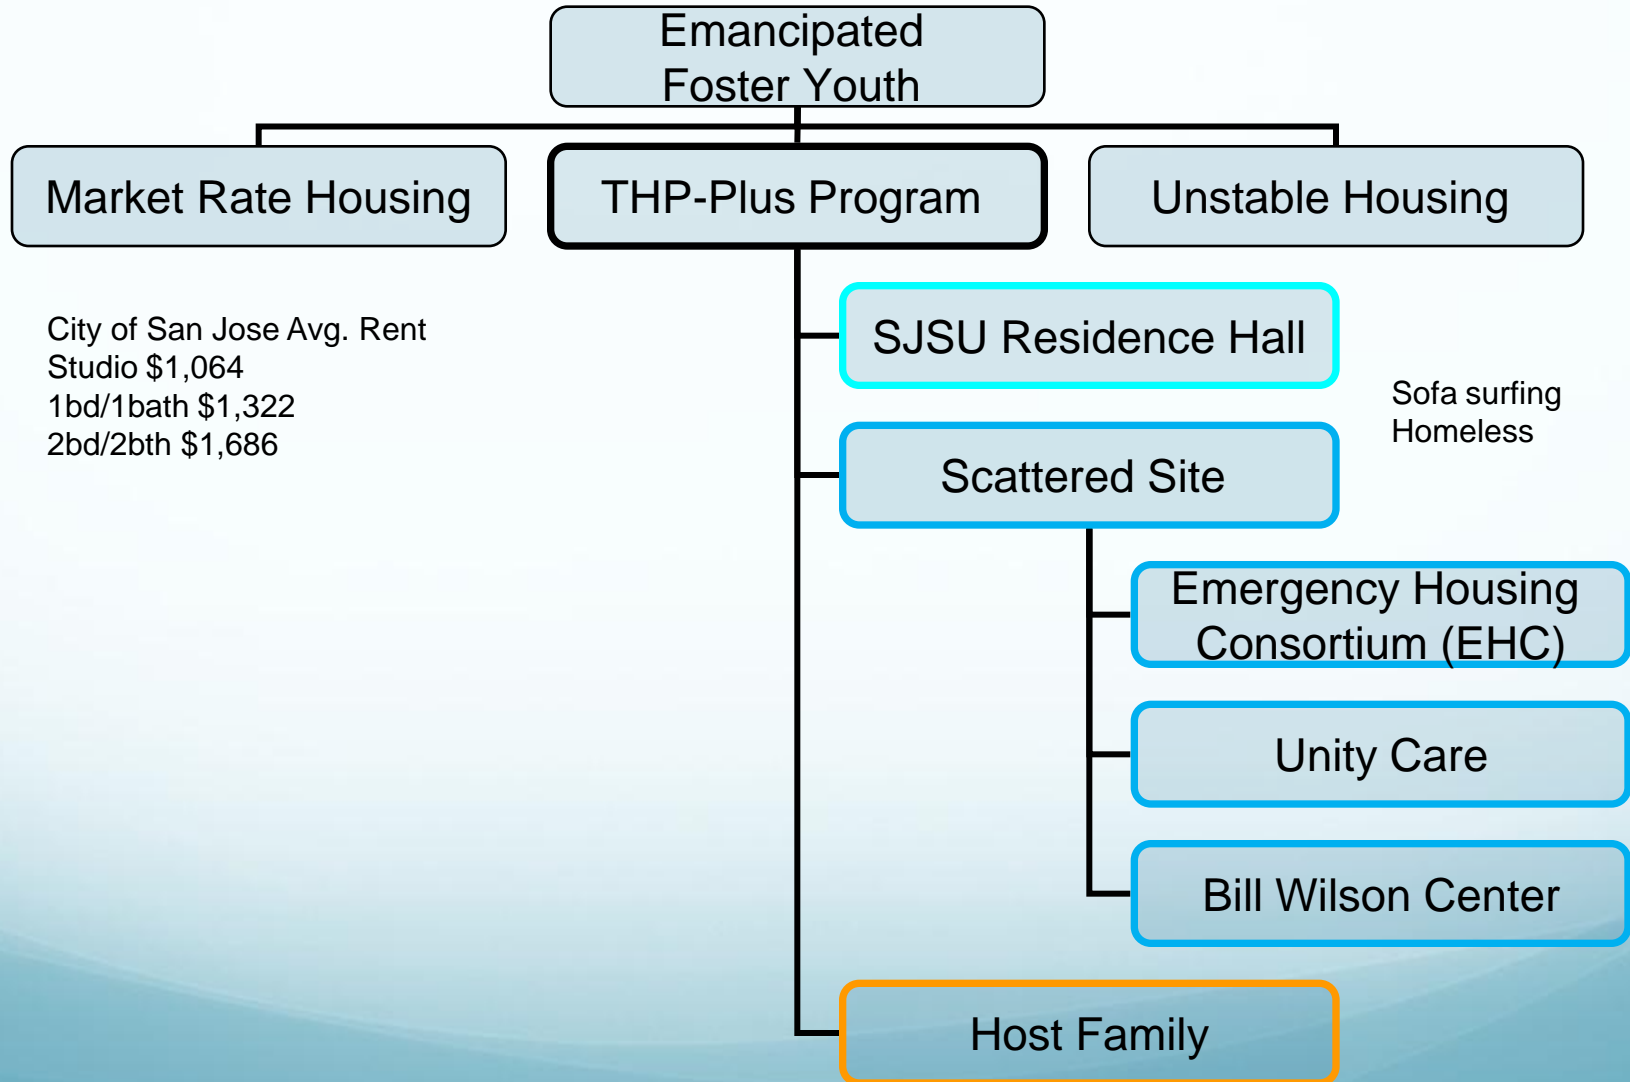 Emancipated
Foster Youth
Market Rate Housing
THP-Plus Program
Unstable Housing
City of San Jose Avg. Rent
Studio $1,064
1bd/1bath $1,322
2bd/2bth $1,686
SJSU Residence Hall
Sofa surfing
Homeless
Scattered Site
Emergency Housing
Consortium (EHC)
Unity Care
Bill Wilson Center
Host Family